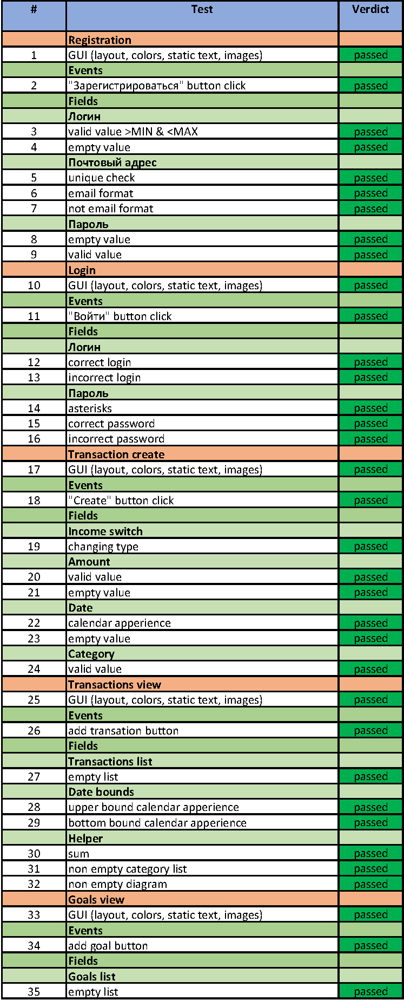 # Test Verdict
Registration
1 GUI (layout, colors, static text, images) passed
Events
2 "Зарегистрироваться" button click passed
Fields
Логин
3 valid value >MIN & <MAX passed
4 empty value passed
Почтовый адрес
5 unique check passed
6 email format passed
7 not email format passed
Пароль
8 empty value passed
9 valid value passed
Login
10 GUI (layout, colors, static text, images) passed
Events
11 "Войти" button click passed
Fields
Логин
12 correct login passed
13 incorrect login passed
Пароль
14 asterisks passed
15 correct password passed
16 incorrect password passed
Transaction create
17 GUI (layout, colors, static text, images) passed
Events
18 "Create" button click passed
Fields
Income switch
19 changing type passed
Amount
20 valid value passed
21 empty value passed
Date
22 calendar apperience passed
23 empty value passed
Category
24 valid value passed
Transactions view
25 GUI (layout, colors, static text, images) passed
Events
26 add transation button passed
Fields
Transactions list
27 empty list passed
Date bounds
28 upper bound calendar apperience passed
29 bottom bound calendar apperience passed
Helper
30 sum passed
31 non empty category list passed
32 non empty diagram passed
Goals view
33 GUI (layout, colors, static text, images) passed
Events
34 add goal button passed
Fields
Goals list
35 empty list passed